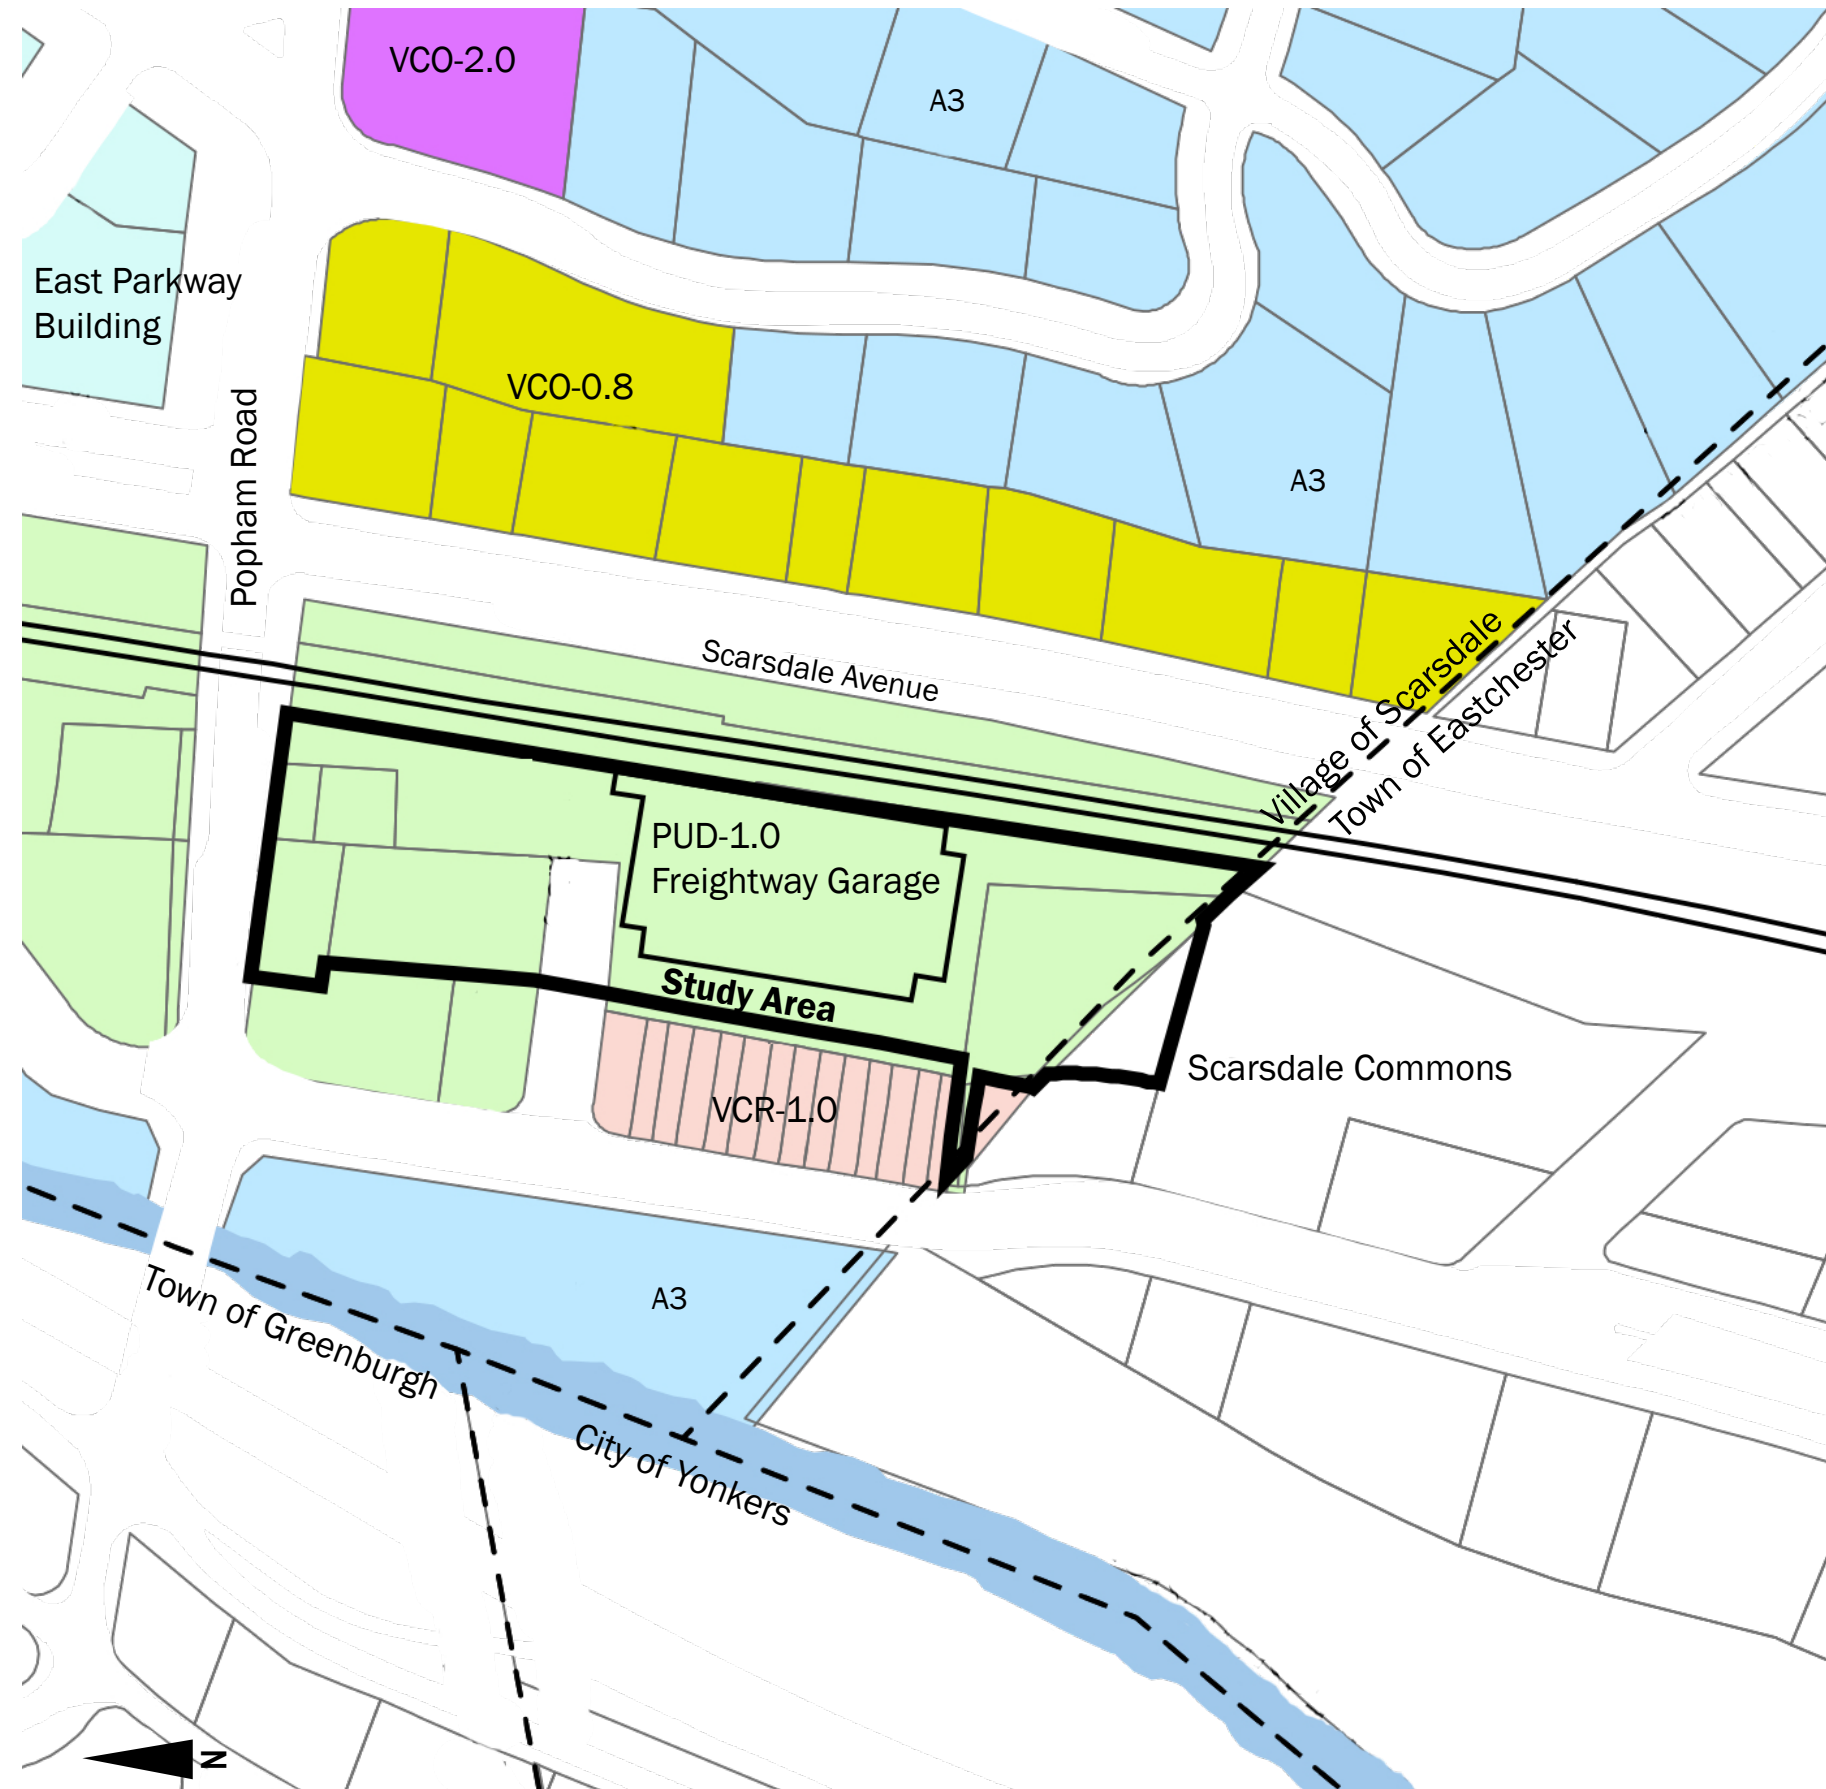 VCO-2.0
A3
East Parkway
Building
VCO-0.8
Popham Road
A3
Scarsdale Avenue
Village of Scarsdale
Town of Eastchester
PUD-1.0
Freightway Garage
Study Area
Scarsdale Commons
VCR-1.0
A3
Town of Greenburgh
City of Yonkers
N